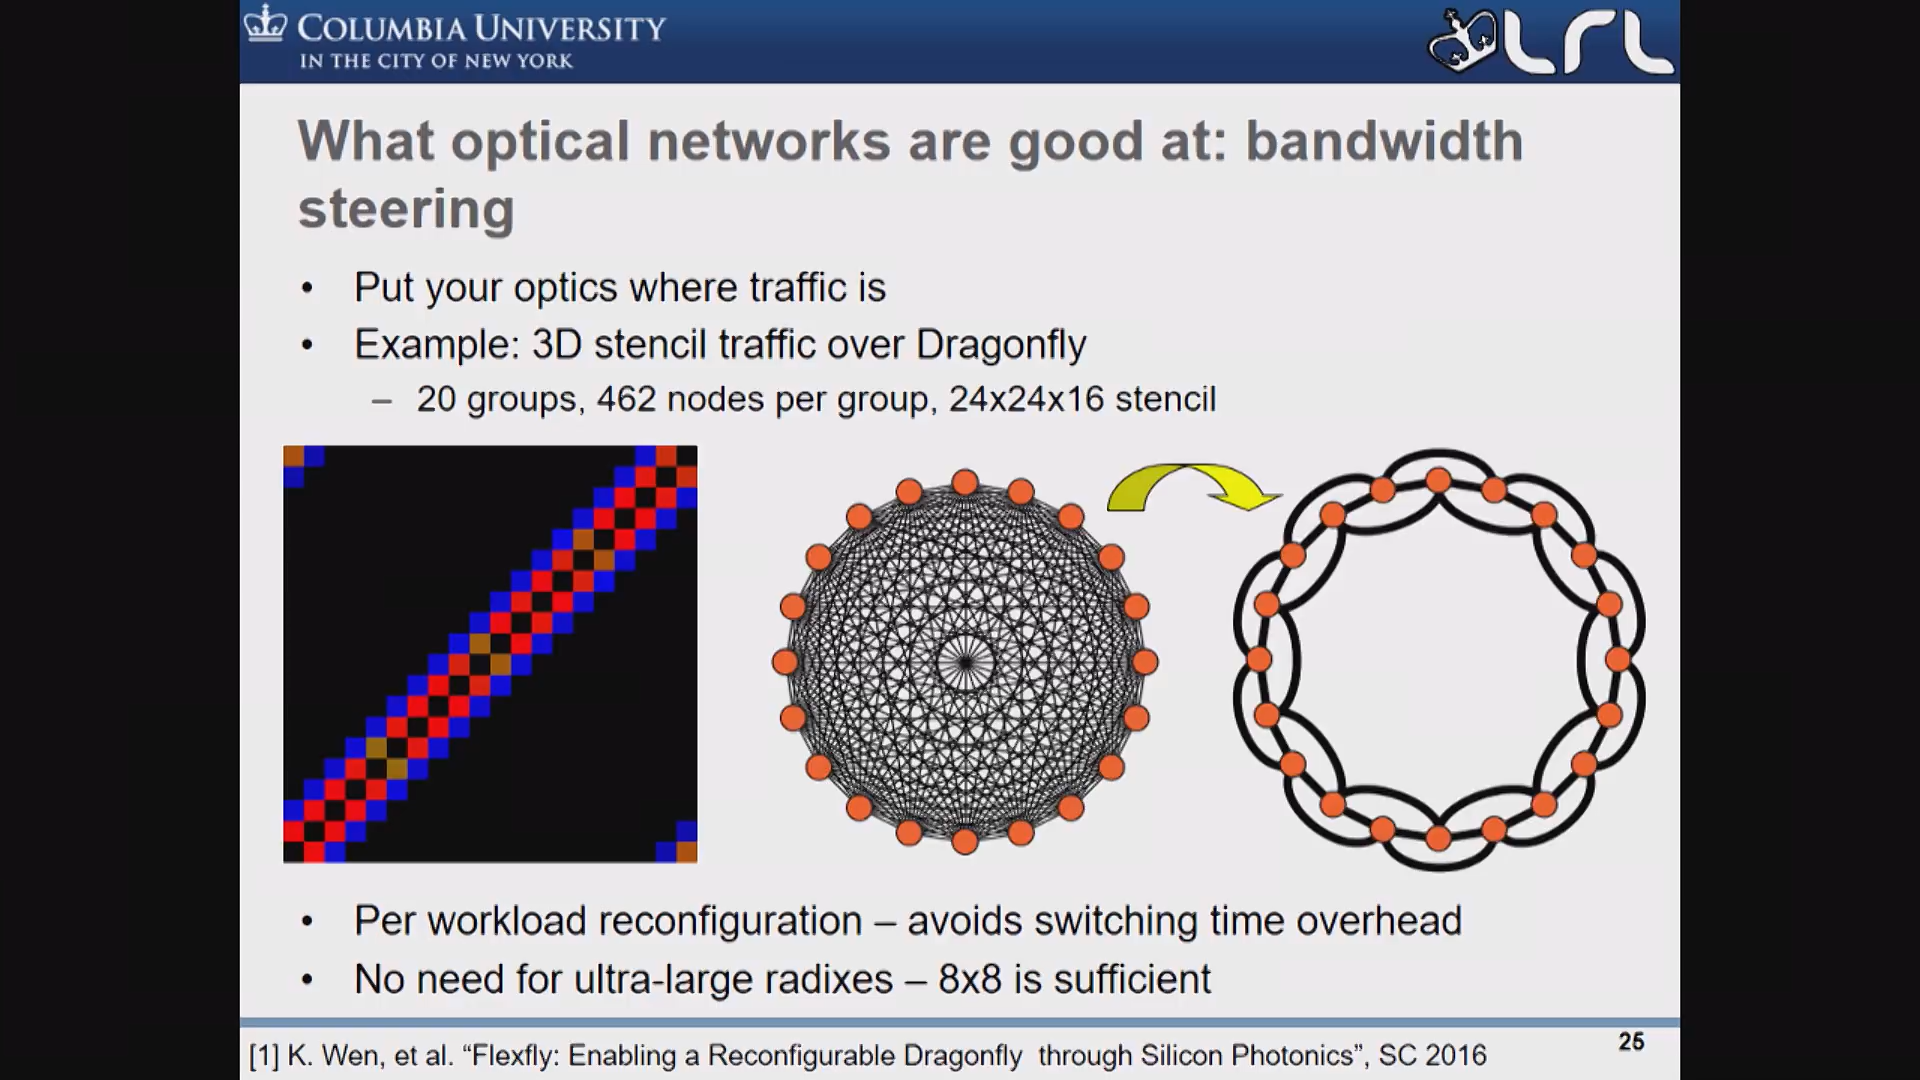 COLUMBIA UNIVERSITY
IN THE CITY OF NEW YORK
LRL
What optical networks are good at: bandwidth
steering
• Put your optics where traffic is
• Example: 3D stencil traffic over Dragonfly
– 20 groups, 462 nodes per group, 24x24x16 stencil
• Per workload reconfiguration – avoids switching time overhead
• No need for ultra-large radixes – 8x8 is sufficient
[1] K. Wen, et al. “Flexfly: Enabling a Reconfigurable Dragonfly through Silicon Photonics”, SC 2016
25